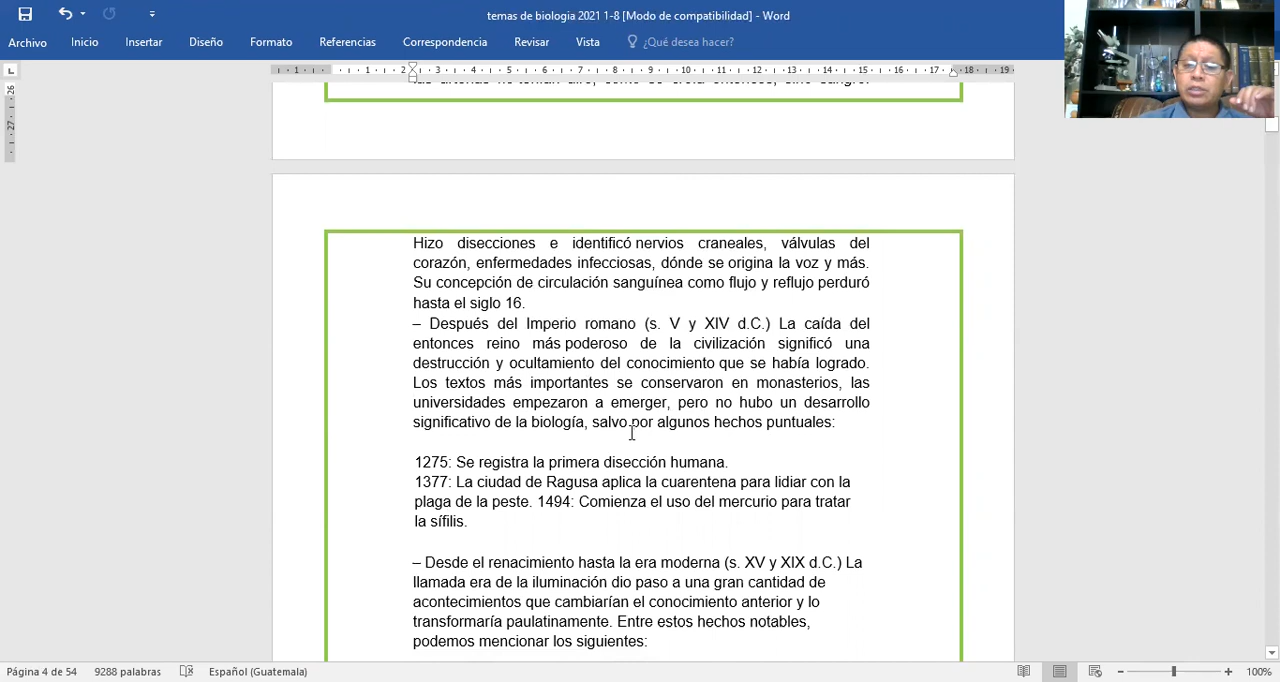 temas de biologia 2021 1-8 [Modo de compatibilidad] - Word
Archivo Inicio Insertar Diseño Formato Referencias Correspondencia Revisar Vista ¿Qué desea hacer?
Hizo disecciones e identificó nervios craneales, válvulas del
corazón, enfermedades infecciosas, dónde se origina la voz y más.
Su concepción de circulación sanguínea como flujo y reflujo perduró
hasta el siglo 16.
– Después del Imperio romano (s. V y XIV d.C.) La caída del
entonces reino más poderoso de la civilización significó una
destrucción y ocultamiento del conocimiento que se había logrado.
Los textos más importantes se conservaron en monasterios, las
universidades empezaron a emerger, pero no hubo un desarrollo
significativo de la biología, salvo por algunos hechos puntuales:
1275: Se registra la primera disección humana.
1377: La ciudad de Ragusa aplica la cuarentena para lidiar con la
plaga de la peste. 1494: Comienza el uso del mercurio para tratar
la sífilis.
– Desde el renacimiento hasta la era moderna (s. XV y XIX d.C.) La
llamada era de la iluminación dio paso a una gran cantidad de
acontecimientos que cambiarían el conocimiento anterior y lo
transformaría paulatinamente. Entre estos hechos notables,
podemos mencionar los siguientes:
Página 4 de 54 9288 palabras Español (Guatemala) 100%